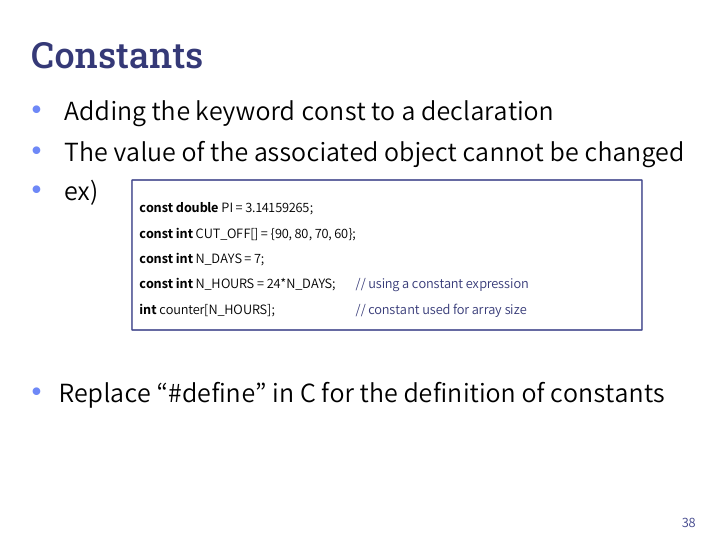 Constants
• Adding the keyword const to a declaration
• The value of the associated object cannot be changed
• ex)
const double PI = 3.14159265;
const int CUT_OFF[] = {90, 80, 70, 60};
const int N_DAYS = 7;
const int N_HOURS = 24*N_DAYS; // using a constant expression
int counter[N_HOURS]; // constant used for array size
• Replace “#define” in C for the definition of constants
38